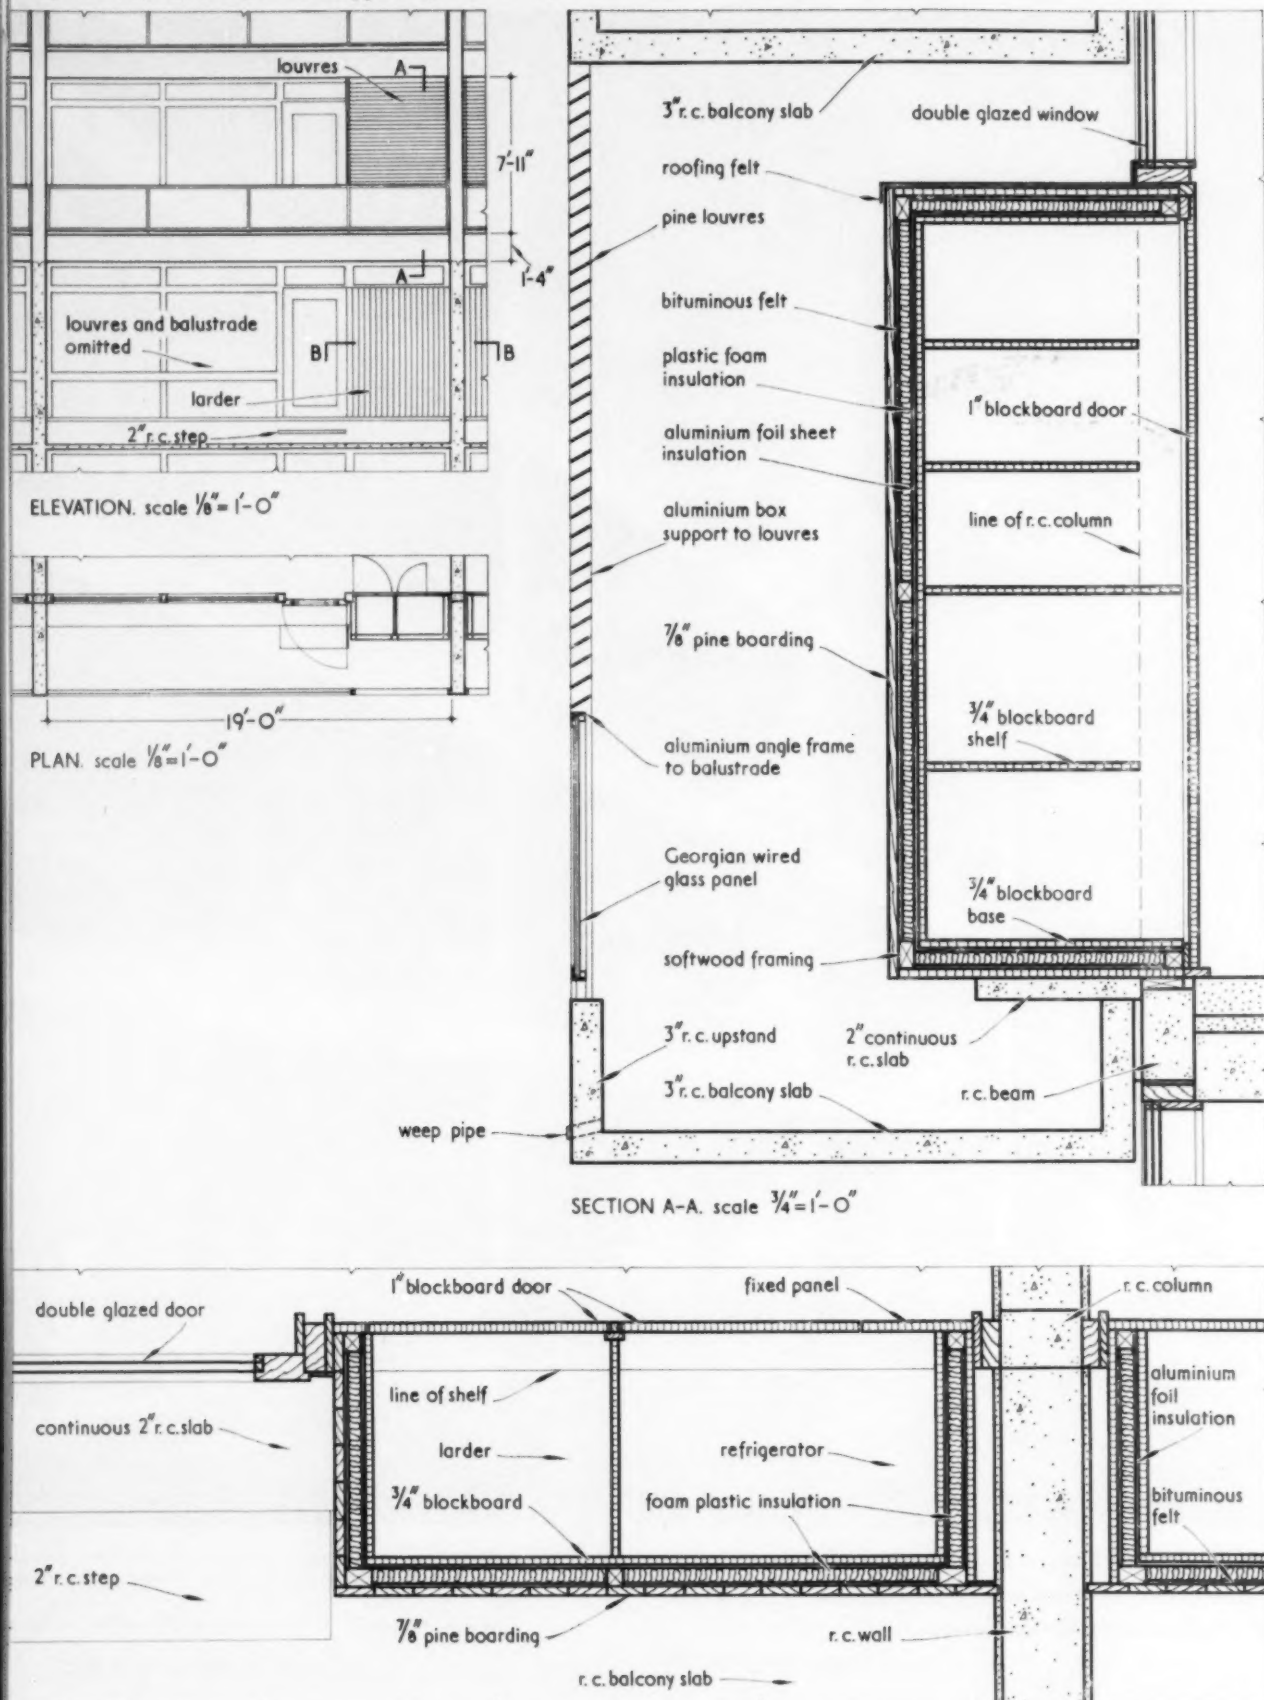 louvres
A
7'-11"
A
1'-4"
louvres and balustrade
omitted
B
B
larder
2" r.c. step
ELEVATION. scale 1/8"= 1'-0"
19'-0"
PLAN. scale 1/8"= 1'-0"
3" r.c. balcony slab
double glazed window
roofing felt
pine louvres
bituminous felt
plastic foam
insulation
1" blockboard door
aluminium foil sheet
insulation
aluminium box
support to louvres
line of r.c. column
7/8" pine boarding
3/4" blockboard
shelf
aluminium angle frame
to balustrade
Georgian wired
glass panel
3/4" blockboard
base
softwood framing
3" r.c. upstand
2" continuous
r.c. slab
3" r.c. balcony slab
r.c. beam
weep pipe
SECTION A-A. scale 3/4"= 1'-0"
1" blockboard door
fixed panel
r.c. column
double glazed door
line of shelf
aluminium
foil
insulation
continuous 2" r.c. slab
larder
refrigerator
3/4" blockboard
foam plastic insulation
bituminous
felt
2" r.c. step
7/8" pine boarding
r.c. wall
r.c. balcony slab